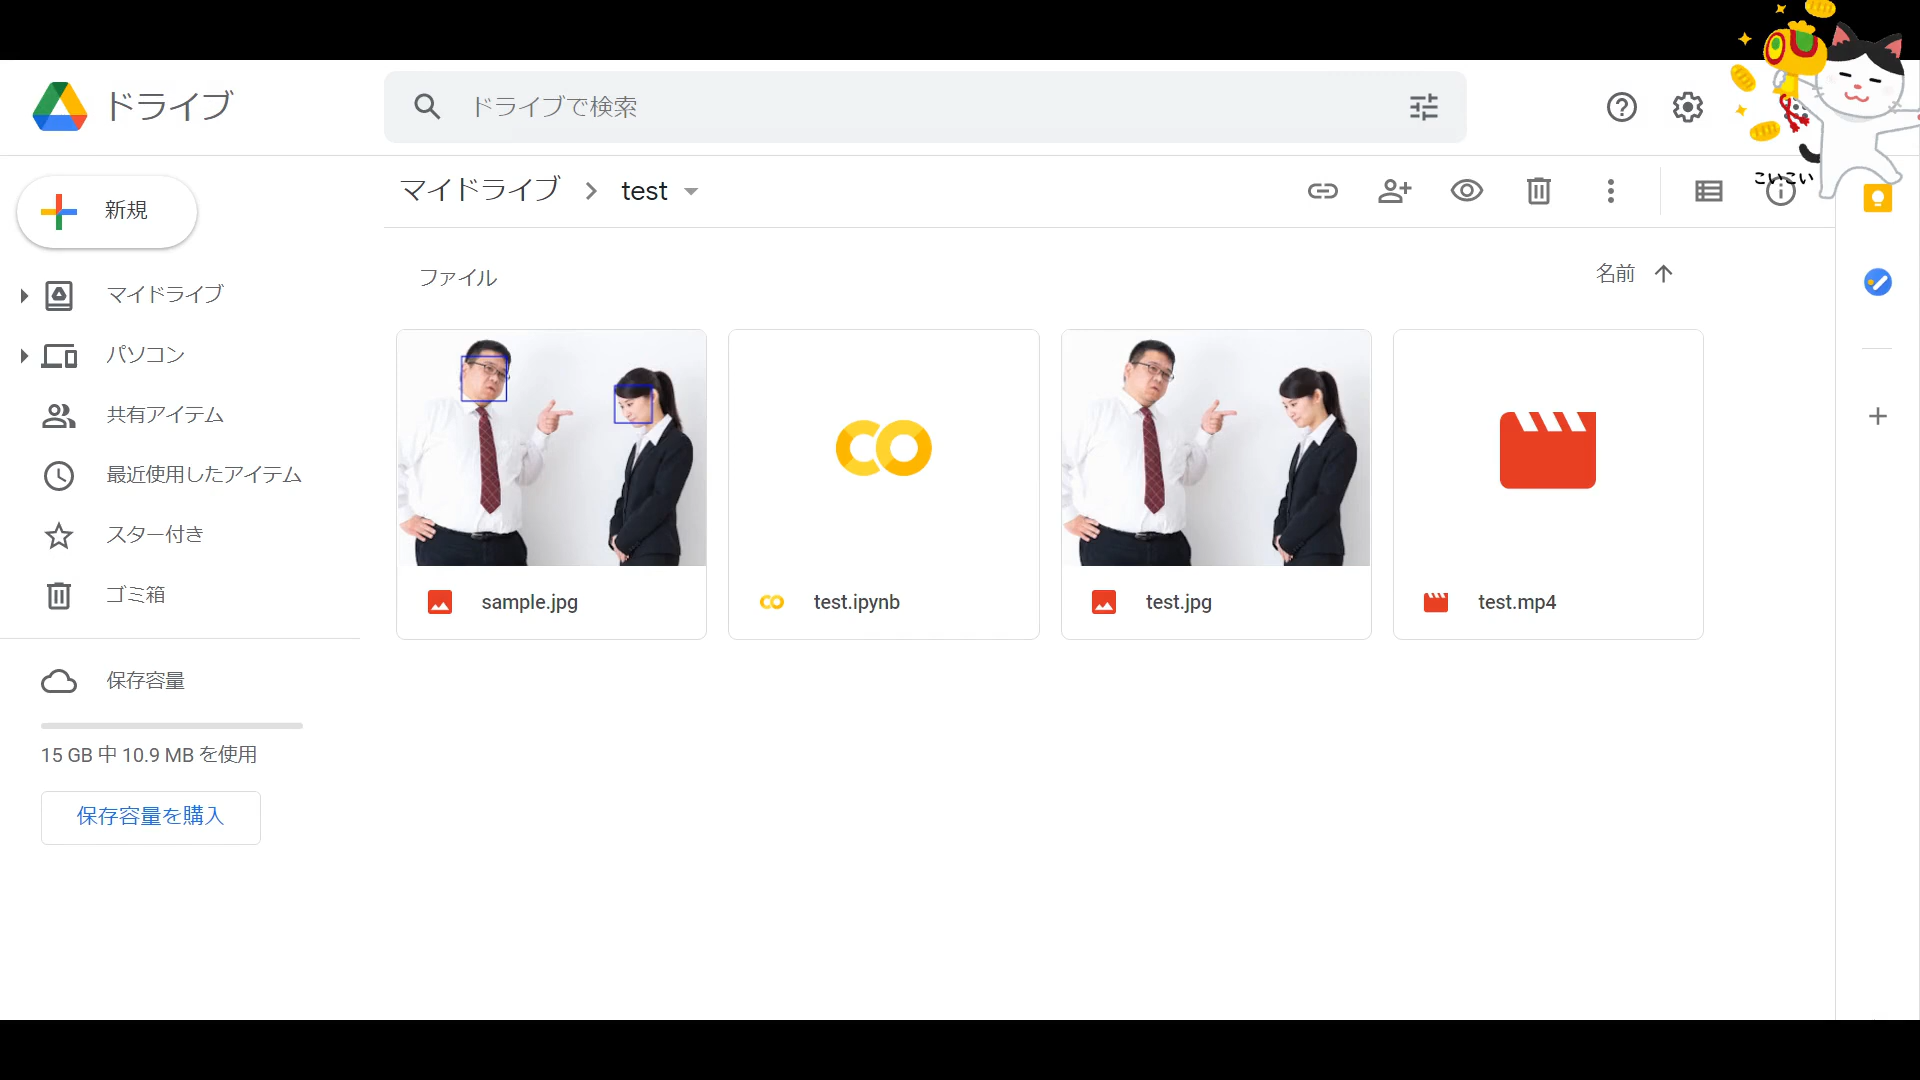 ドライブ
ドライブで検索
こいこい
新規
マイドライブ
パソコン
共有アイテム
最近使用したアイテム
スター付き
ゴミ箱
保存容量
15 GB 中 10.9 MB を使用
保存容量を購入
マイドライブ > test
ファイル
名前
sample.jpg
test.ipynb
test.jpg
test.mp4